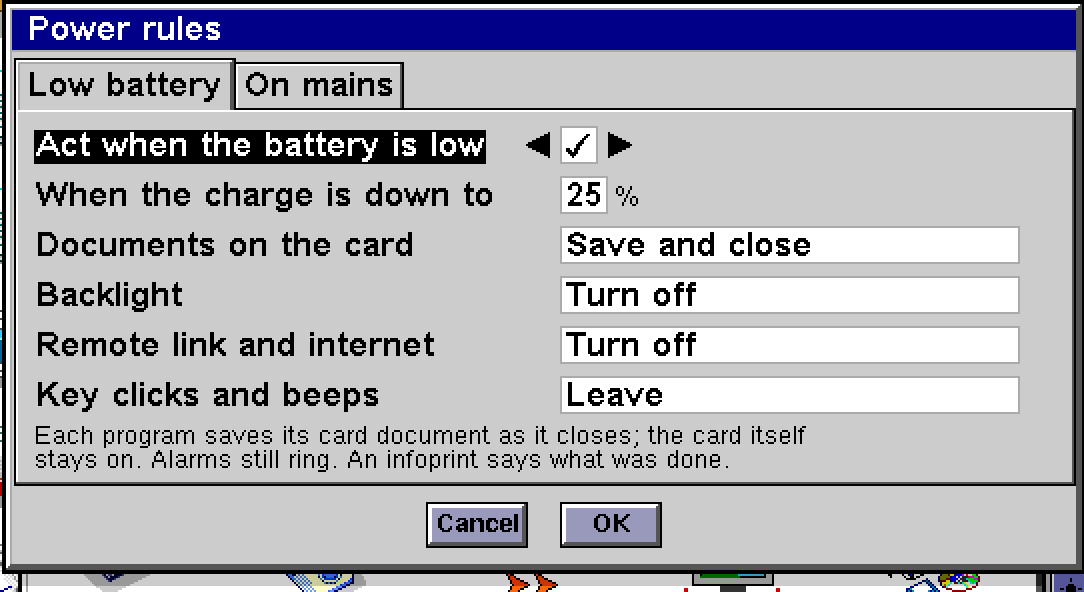 Power rules
Low battery On mains
Act when the battery is low
When the charge is down to 25 %
Documents on the card Save and close
Backlight Turn off
Remote link and internet Turn off
Key clicks and beeps Leave
Each program saves its card document as it closes; the card itself
stays on. Alarms still ring. An infoprint says what was done.
Cancel OK